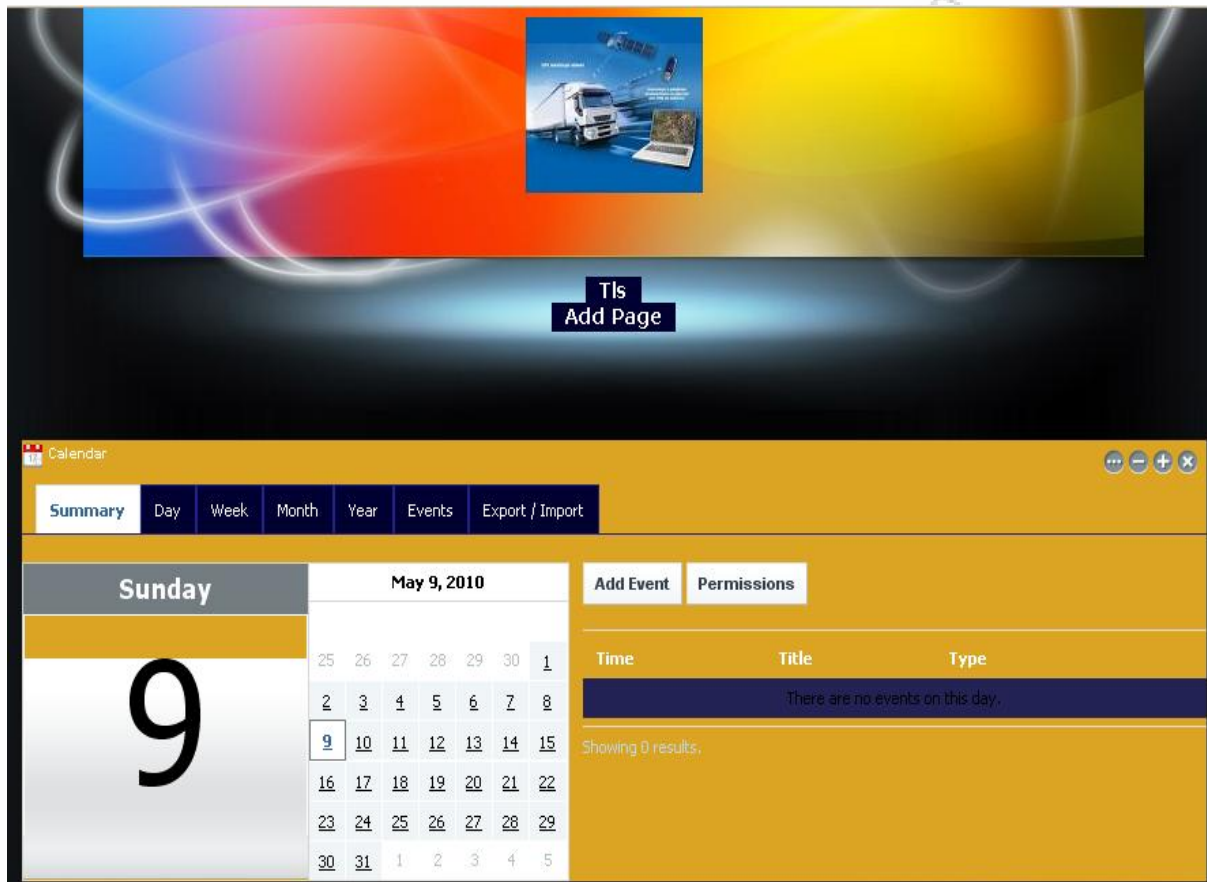 Tls
Add Page
Calendar
Summary Day Week Month Year Events Export / Import
Sunday
9
May 9, 2010
25 26 27 28 29 30 1
2 3 4 5 6 7 8
9 10 11 12 13 14 15
16 17 18 19 20 21 22
23 24 25 26 27 28 29
30 31 1 2 3 4 5
Add Event Permissions
Time Title Type
There are no events on this day.
Showing 0 results.